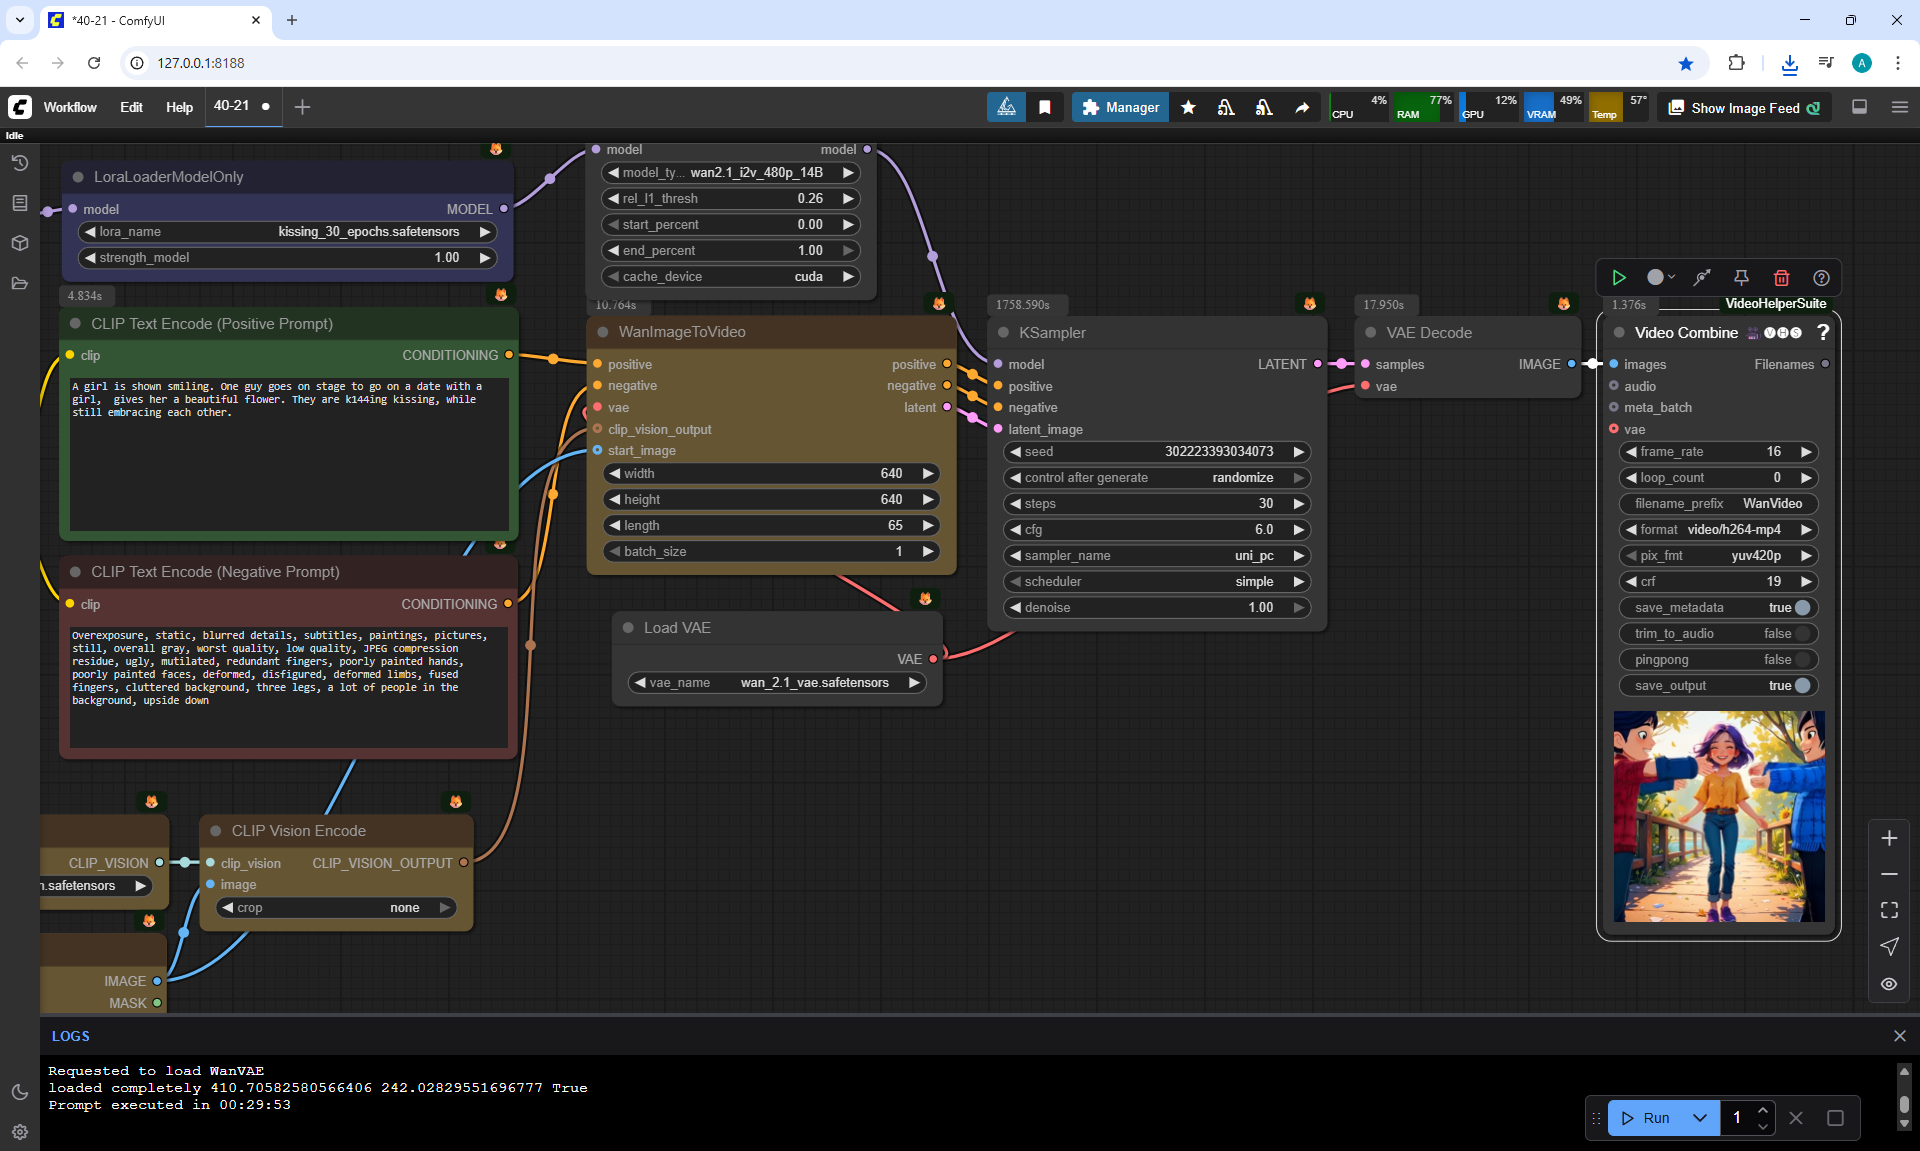 *40-21 - ComfyUI
127.0.0.1:8188
A
Workflow
Edit
Help
40-21
Manager
CPU 4%
RAM 77%
GPU 12%
VRAM 49%
Temp 57°
Show Image Feed
Idle
LoraLoaderModelOnly
model MODEL
lora_name kissing_30_epochs.safetensors
strength_model 1.00
model model
model_ty... wan2.1_i2v_480p_14B
rel_l1_thresh 0.26
start_percent 0.00
end_percent 1.00
cache_device cuda
4.834s
CLIP Text Encode (Positive Prompt)
clip CONDITIONING
A girl is shown smiling. One guy goes on stage to go on a date with a
girl,  gives her a beautiful flower. They are k144ing kissing, while
still embracing each other.
CLIP Text Encode (Negative Prompt)
clip CONDITIONING
Overexposure, static, blurred details, subtitles, paintings, pictures,
still, overall gray, worst quality, low quality, JPEG compression
residue, ugly, mutilated, redundant fingers, poorly painted hands,
poorly painted faces, deformed, disfigured, deformed limbs, fused
fingers, cluttered background, three legs, a lot of people in the
background, upside down
10.764s
WanImageToVideo
positive positive
negative negative
vae latent
clip_vision_output
start_image
width 640
height 640
length 65
batch_size 1
Load VAE
VAE
vae_name wan_2.1_vae.safetensors
1758.590s
KSampler
model LATENT
positive
negative
latent_image
seed 302223393034073
control after generate randomize
steps 30
cfg 6.0
sampler_name uni_pc
scheduler simple
denoise 1.00
17.950s
VAE Decode
samples IMAGE
vae
1.376s
VideoHelperSuite
Video Combine VHS ?
images Filenames
audio
meta_batch
vae
frame_rate 16
loop_count 0
filename_prefix WanVideo
format video/h264-mp4
pix_fmt yuv420p
crf 19
save_metadata true
trim_to_audio false
pingpong false
save_output true
CLIP_VISION
n.safetensors
CLIP Vision Encode
clip_vision CLIP_VISION_OUTPUT
image
crop none
IMAGE
MASK
LOGS
Requested to load WanVAE
loaded completely 410.70582580566406 242.02829551696777 True
Prompt executed in 00:29:53
Run
1